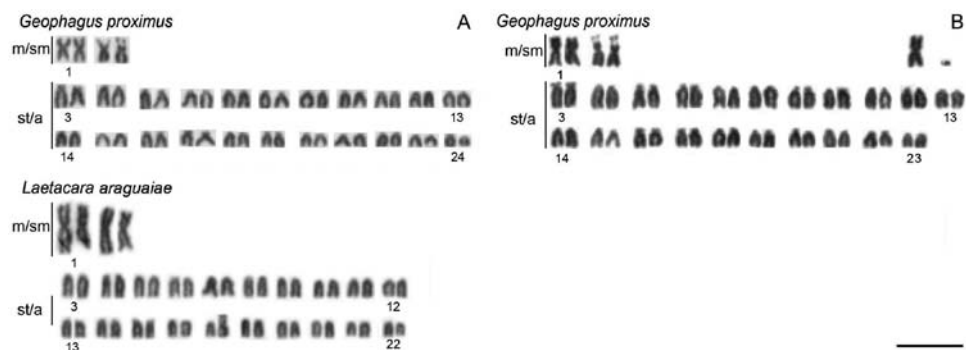 Geophagus proximus A
m/sm
1
st/a
3 13
14 24
Geophagus proximus B
m/sm
1
st/a
3 13
14 23
Laetacara araguaiae
m/sm
1
st/a
3 12
13 22